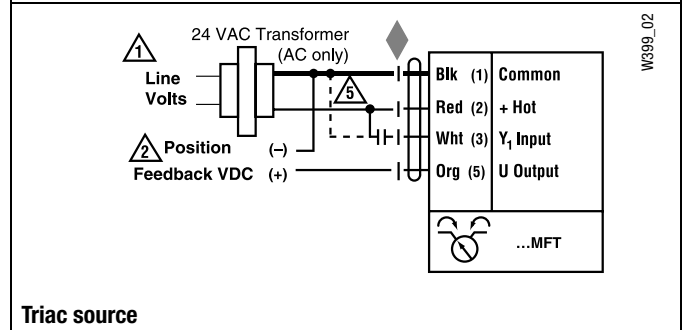 24 VAC Transformer
(AC only)
W399_02
1
Line
Volts
5
Blk (1) Common
Red (2) + Hot
Wht (3) Y₁ Input
Org (5) U Output
2 Position (–)
Feedback VDC (+)
...MFT
Triac source